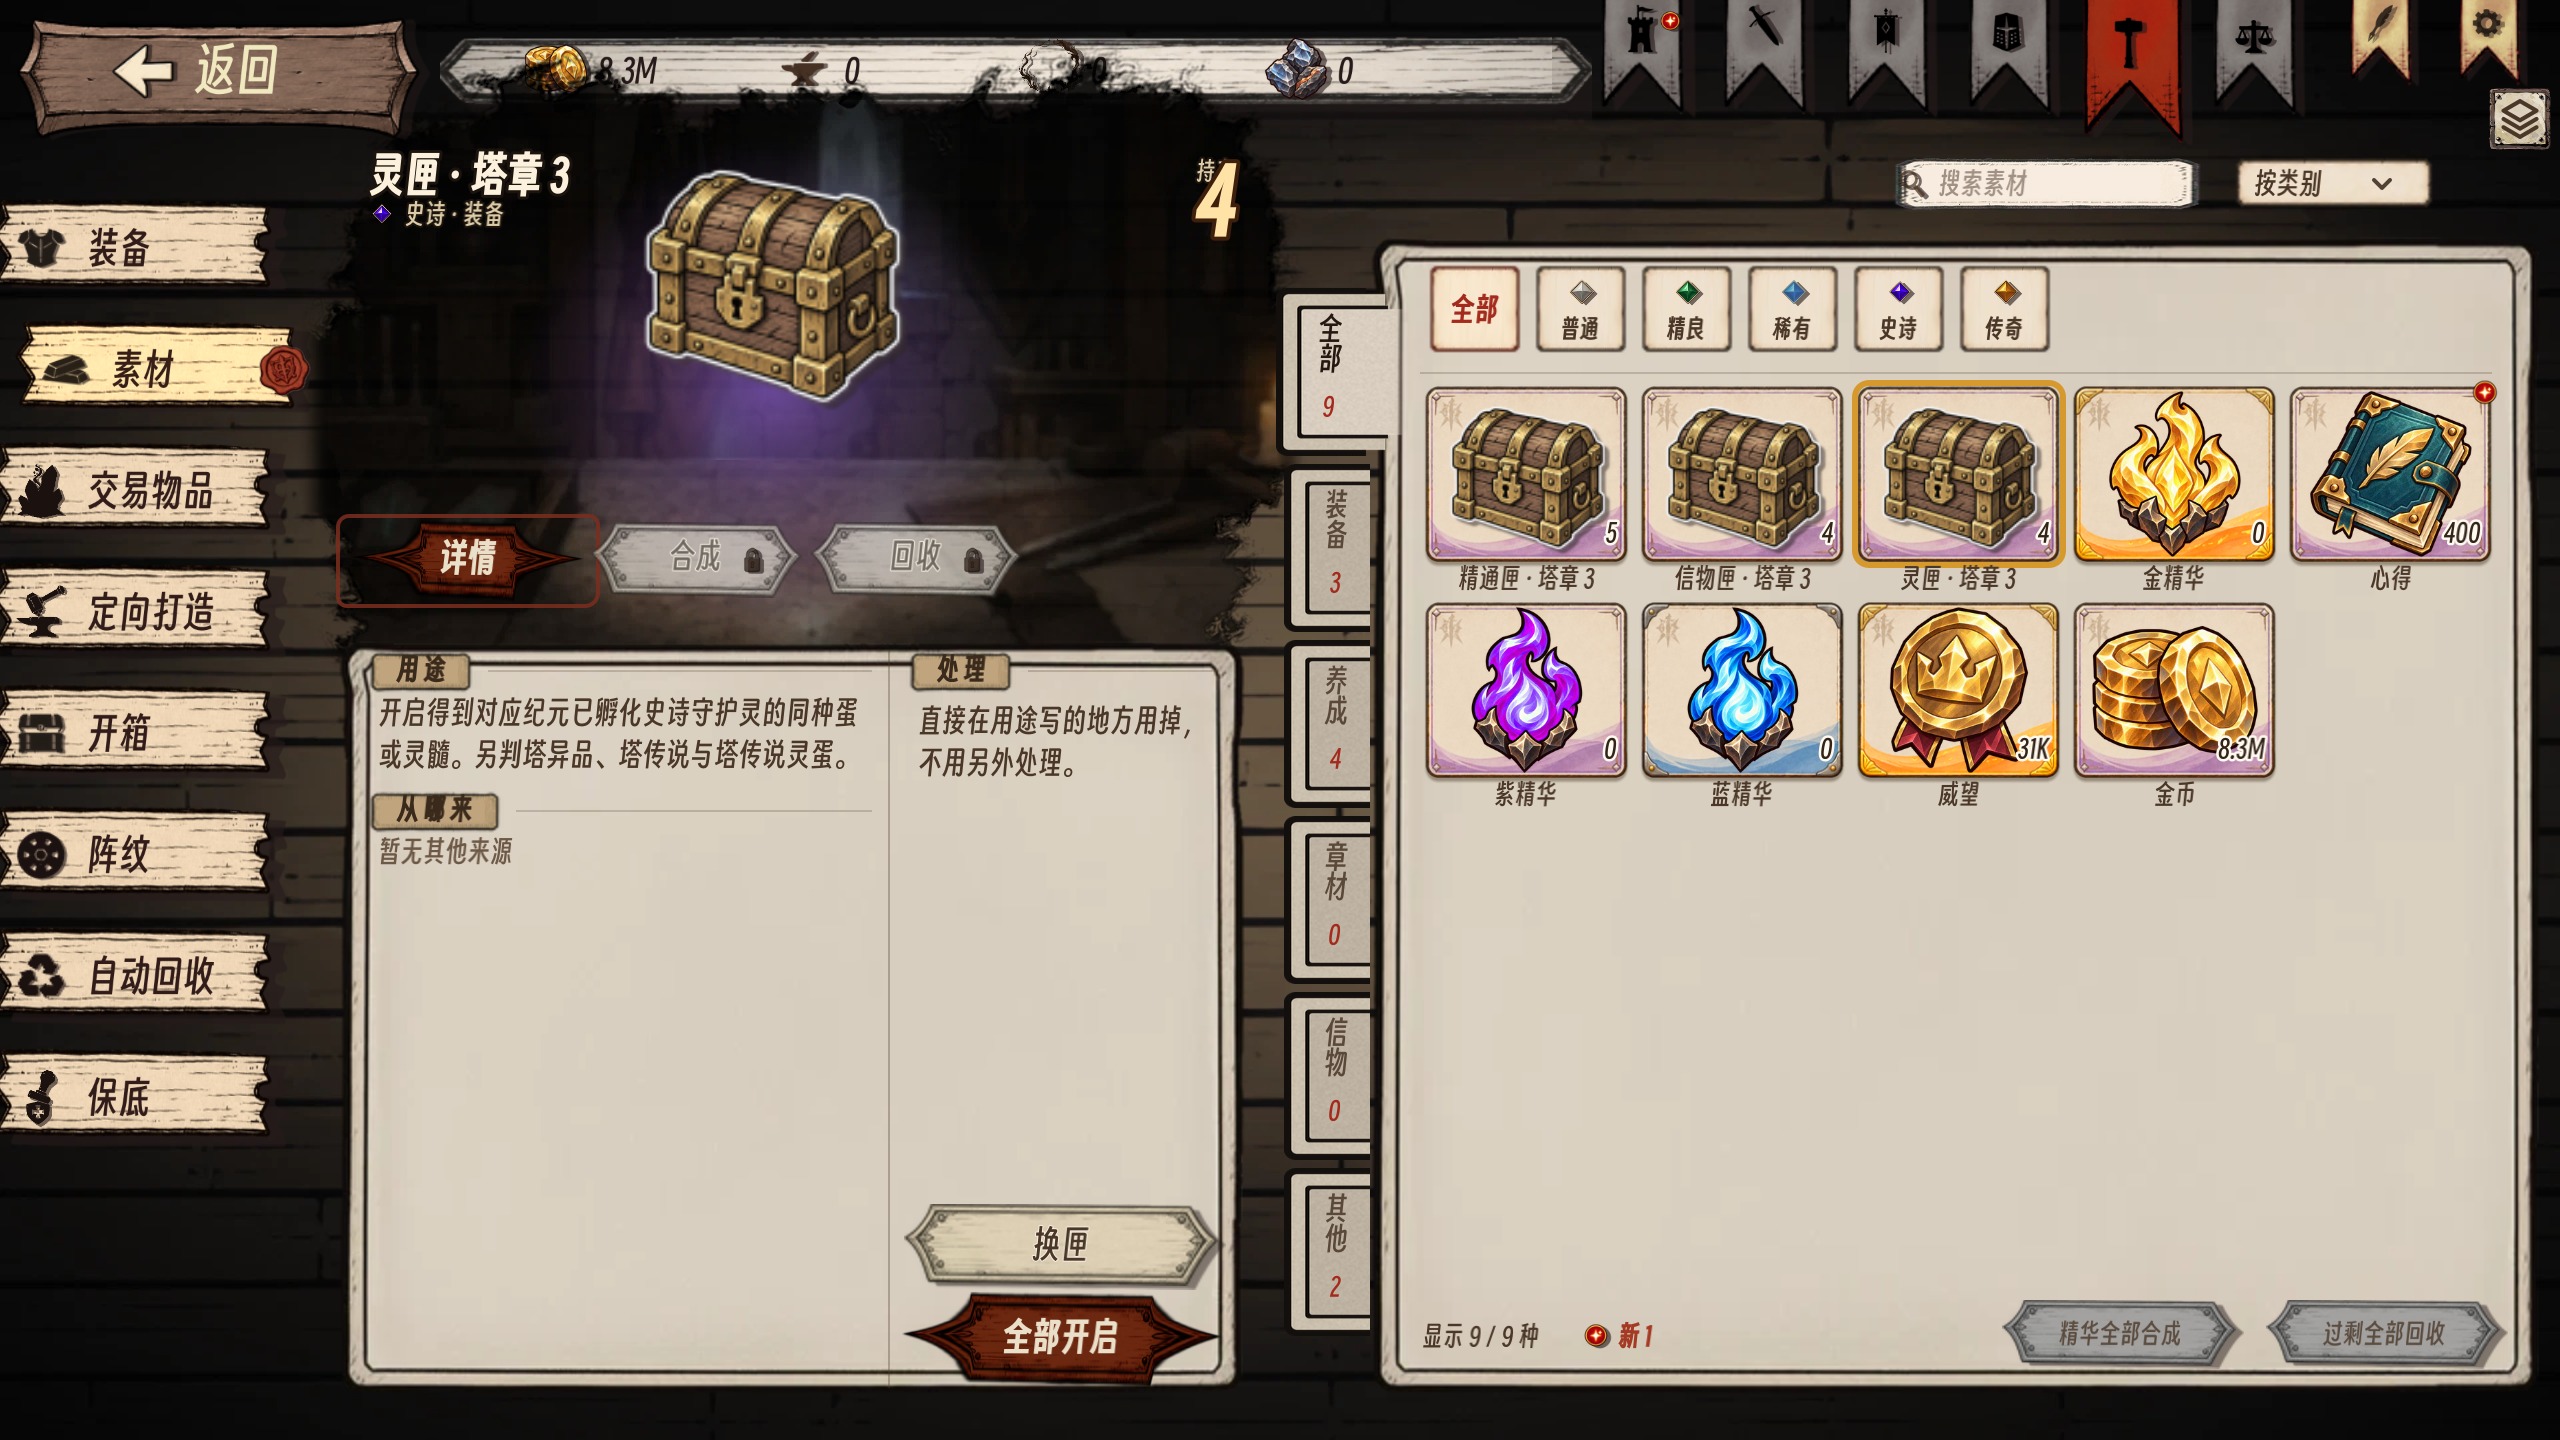 返回
8.3M
0
0
0
灵匣·塔章3
史诗·装备
持
4
搜索素材
按类别
装备
素材
交易物品
定向打造
开箱
阵纹
自动回收
保底
详情
合成
回收
用途
开启得到对应纪元已孵化史诗守护灵的同种蛋
或灵髓。另判塔异品、塔传说与塔传说灵蛋。
从哪来
暂无其他来源
处理
直接在用途写的地方用掉，
不用另外处理。
换匣
全部开启
全部
9
装备
3
养成
4
章材
0
信物
0
其他
2
全部
普通
精良
稀有
史诗
传奇
5
4
4
0
400
精通匣·塔章3
信物匣·塔章3
灵匣·塔章3
金精华
心得
0
0
31K
8.3M
紫精华
蓝精华
威望
金币
显示9/9种
新1
精华全部合成
过剩全部回收